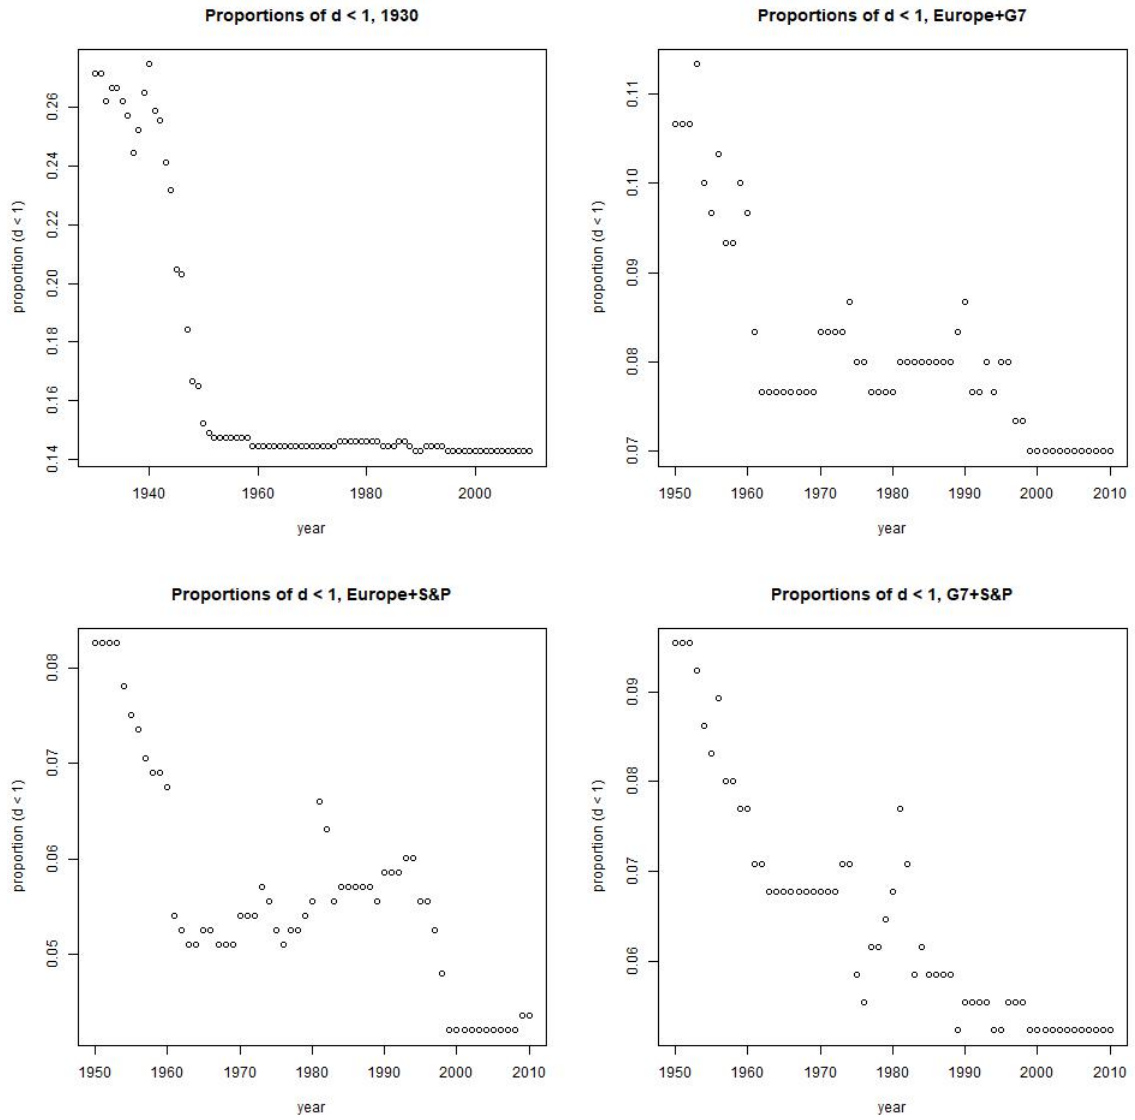 Proportions of d < 1, 1930
proportion (d < 1)
0.14 0.16 0.18 0.20 0.22 0.24 0.26
1940 1960 1980 2000
year
Proportions of d < 1, Europe+G7
proportion (d < 1)
0.07 0.08 0.09 0.10 0.11
1950 1960 1970 1980 1990 2000 2010
year
Proportions of d < 1, Europe+S&P
proportion (d < 1)
0.05 0.06 0.07 0.08
1950 1960 1970 1980 1990 2000 2010
year
Proportions of d < 1, G7+S&P
proportion (d < 1)
0.06 0.07 0.08 0.09
1950 1960 1970 1980 1990 2000 2010
year